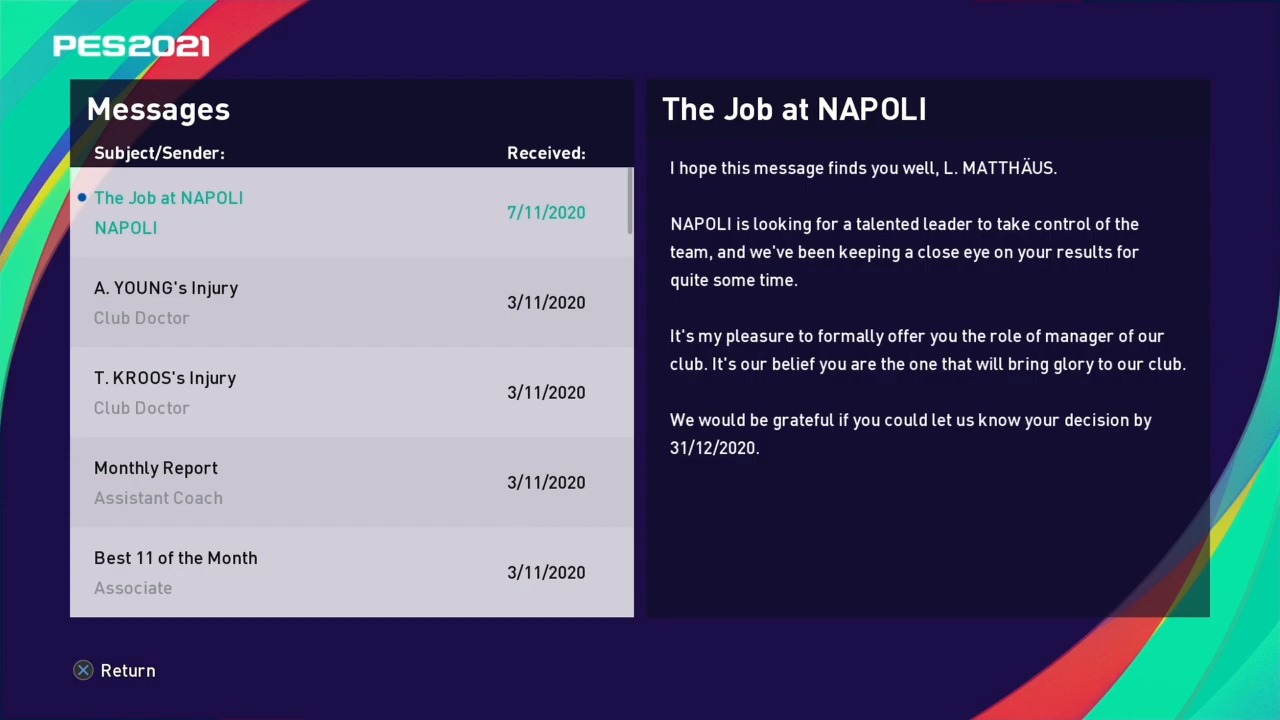 PES2021
Messages
Subject/Sender:
Received:
The Job at NAPOLI
NAPOLI
7/11/2020
A. YOUNG's Injury
Club Doctor
3/11/2020
T. KROOS's Injury
Club Doctor
3/11/2020
Monthly Report
Assistant Coach
3/11/2020
Best 11 of the Month
Associate
3/11/2020
The Job at NAPOLI
I hope this message finds you well, L. MATTHÄUS.
NAPOLI is looking for a talented leader to take control of the
team, and we've been keeping a close eye on your results for
quite some time.
It's my pleasure to formally offer you the role of manager of our
club. It's our belief you are the one that will bring glory to our club.
We would be grateful if you could let us know your decision by
31/12/2020.
Return